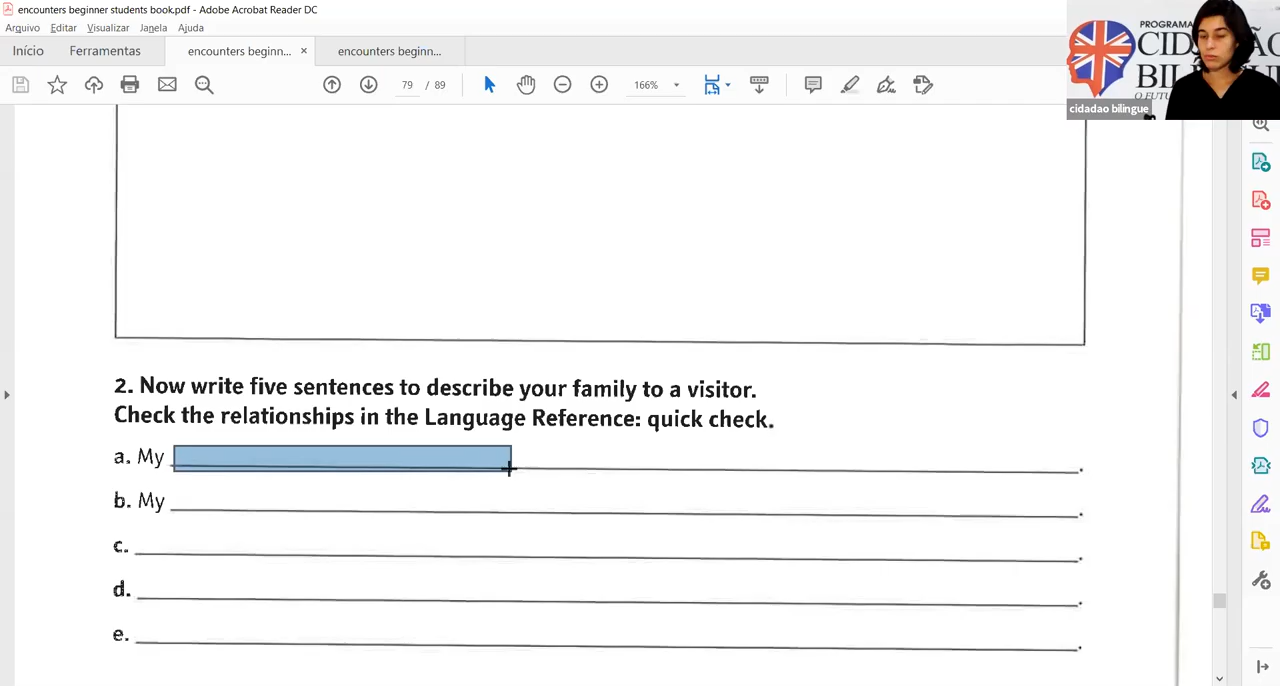 encounters beginner students book.pdf - Adobe Acrobat Reader DC
Arquivo Editar Visualizar Janela Ajuda
Início Ferramentas encounters beginn... × encounters beginn...
79 / 89 166%
PROGRAMA
cidadao bilingue
2. Now write five sentences to describe your family to a visitor.
Check the relationships in the Language Reference: quick check.
a. My .
b. My .
c. .
d. .
e. .